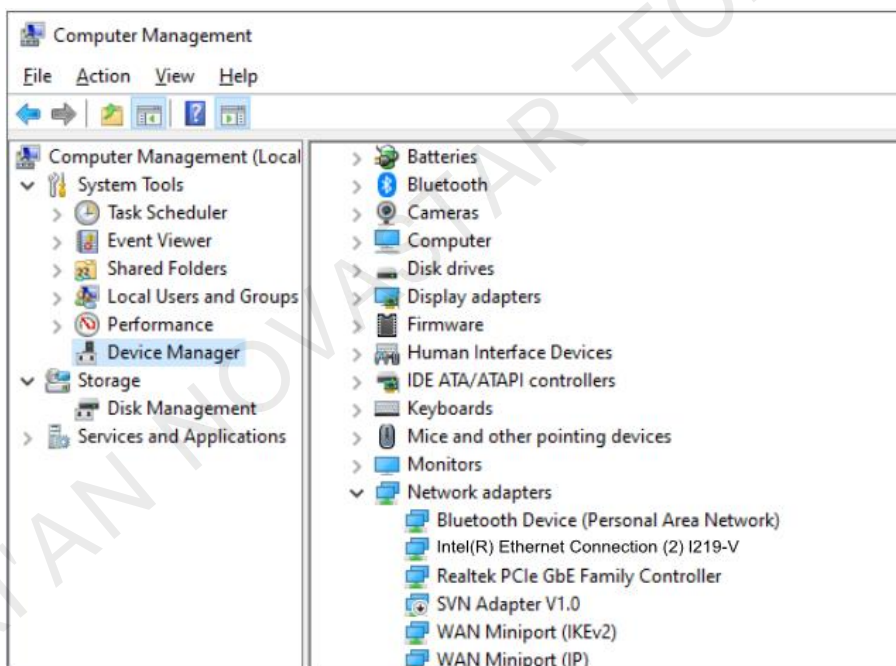 Computer Management
File Action View Help
Computer Management (Local
System Tools
Task Scheduler
Event Viewer
Shared Folders
Local Users and Groups
Performance
Device Manager
Storage
Disk Management
Services and Applications
Batteries
Bluetooth
Cameras
Computer
Disk drives
Display adapters
Firmware
Human Interface Devices
IDE ATA/ATAPI controllers
Keyboards
Mice and other pointing devices
Monitors
Network adapters
Bluetooth Device (Personal Area Network)
Intel(R) Ethernet Connection (2) I219-V
Realtek PCIe GbE Family Controller
SVN Adapter V1.0
WAN Miniport (IKEv2)
WAN Miniport (IP)
AN NOVASTAR